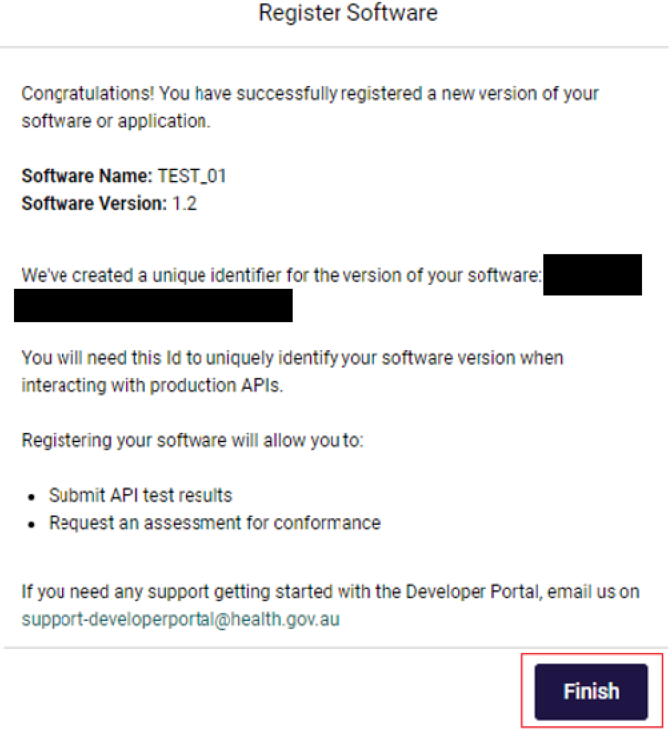 Register Software
Congratulations! You have successfully registered a new version of your
software or application.
Software Name: TEST_01
Software Version: 1.2
We've created a unique identifier for the version of your software:
You will need this Id to uniquely identify your software version when
interacting with production APIs.
Registering your software will allow you to:
• Submit API test results
• Request an assessment for conformance
If you need any support getting started with the Developer Portal, email us on
support-developerportal@health.gov.au
Finish